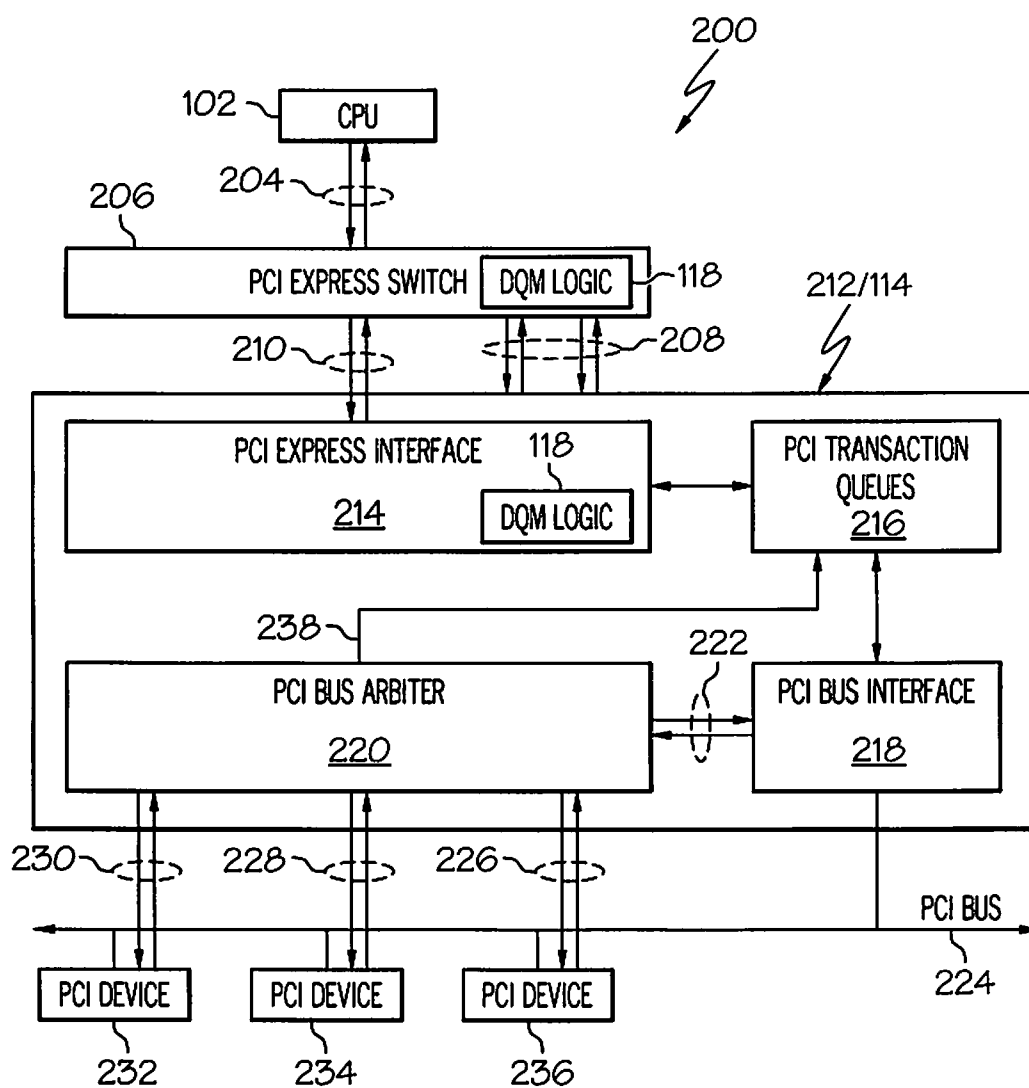 200
102
CPU
204
206
PCI EXPRESS SWITCH
DQM LOGIC
118
212/114
210
208
PCI EXPRESS INTERFACE
214
118
DQM LOGIC
PCI TRANSACTION
QUEUES
216
238
222
PCI BUS ARBITER
220
PCI BUS INTERFACE
218
230
228
226
PCI BUS
224
PCI DEVICE
PCI DEVICE
PCI DEVICE
232
234
236